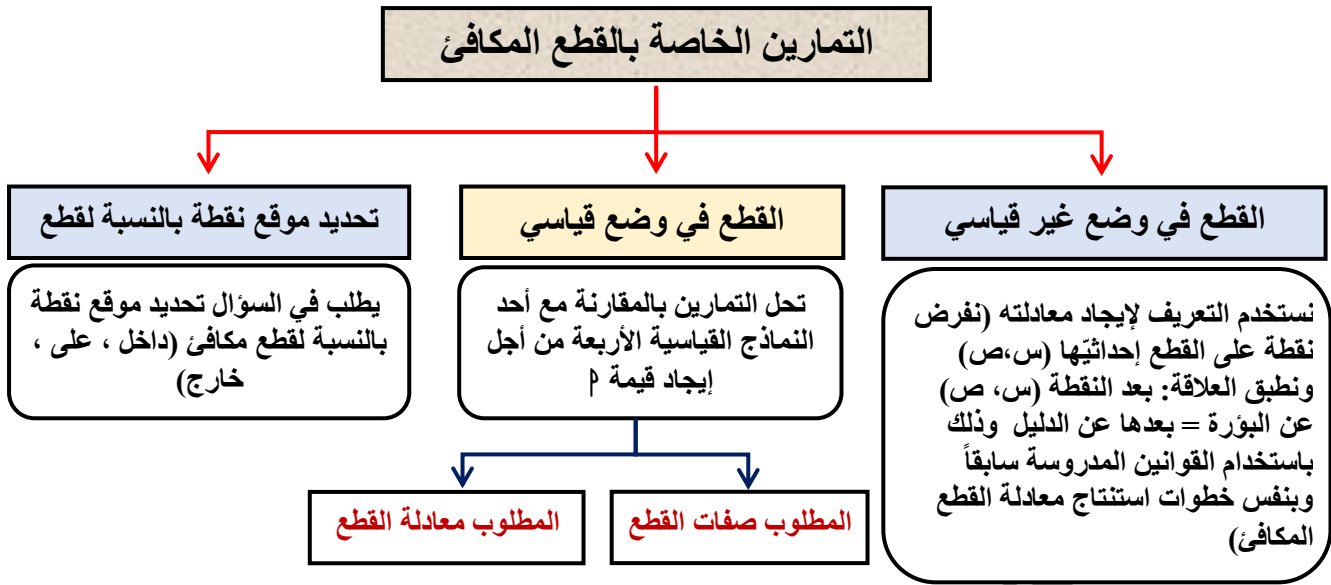 التمارين الخاصة بالقطع المكافئ
القطع في وضع غير قياسي
نستخدم التعريف لإيجاد معادلته (نفرض
نقطة على القطع إحداثيّها (س،ص)
ونطبق العلاقة: بعد النقطة (س، ص)
عن البؤرة = بعدها عن الدليل وذلك
باستخدام القوانين المدروسة سابقاً
وبنفس خطوات استنتاج معادلة القطع
المكافئ)
القطع في وضع قياسي
تحل التمارين بالمقارنة مع أحد
النماذج القياسية الأربعة من أجل
إيجاد قيمة
المطلوب صفات القطع
المطلوب معادلة القطع
تحديد موقع نقطة بالنسبة لقطع
يطلب في السؤال تحديد موقع نقطة
بالنسبة لقطع مكافئ (داخل ، على ،
خارج)